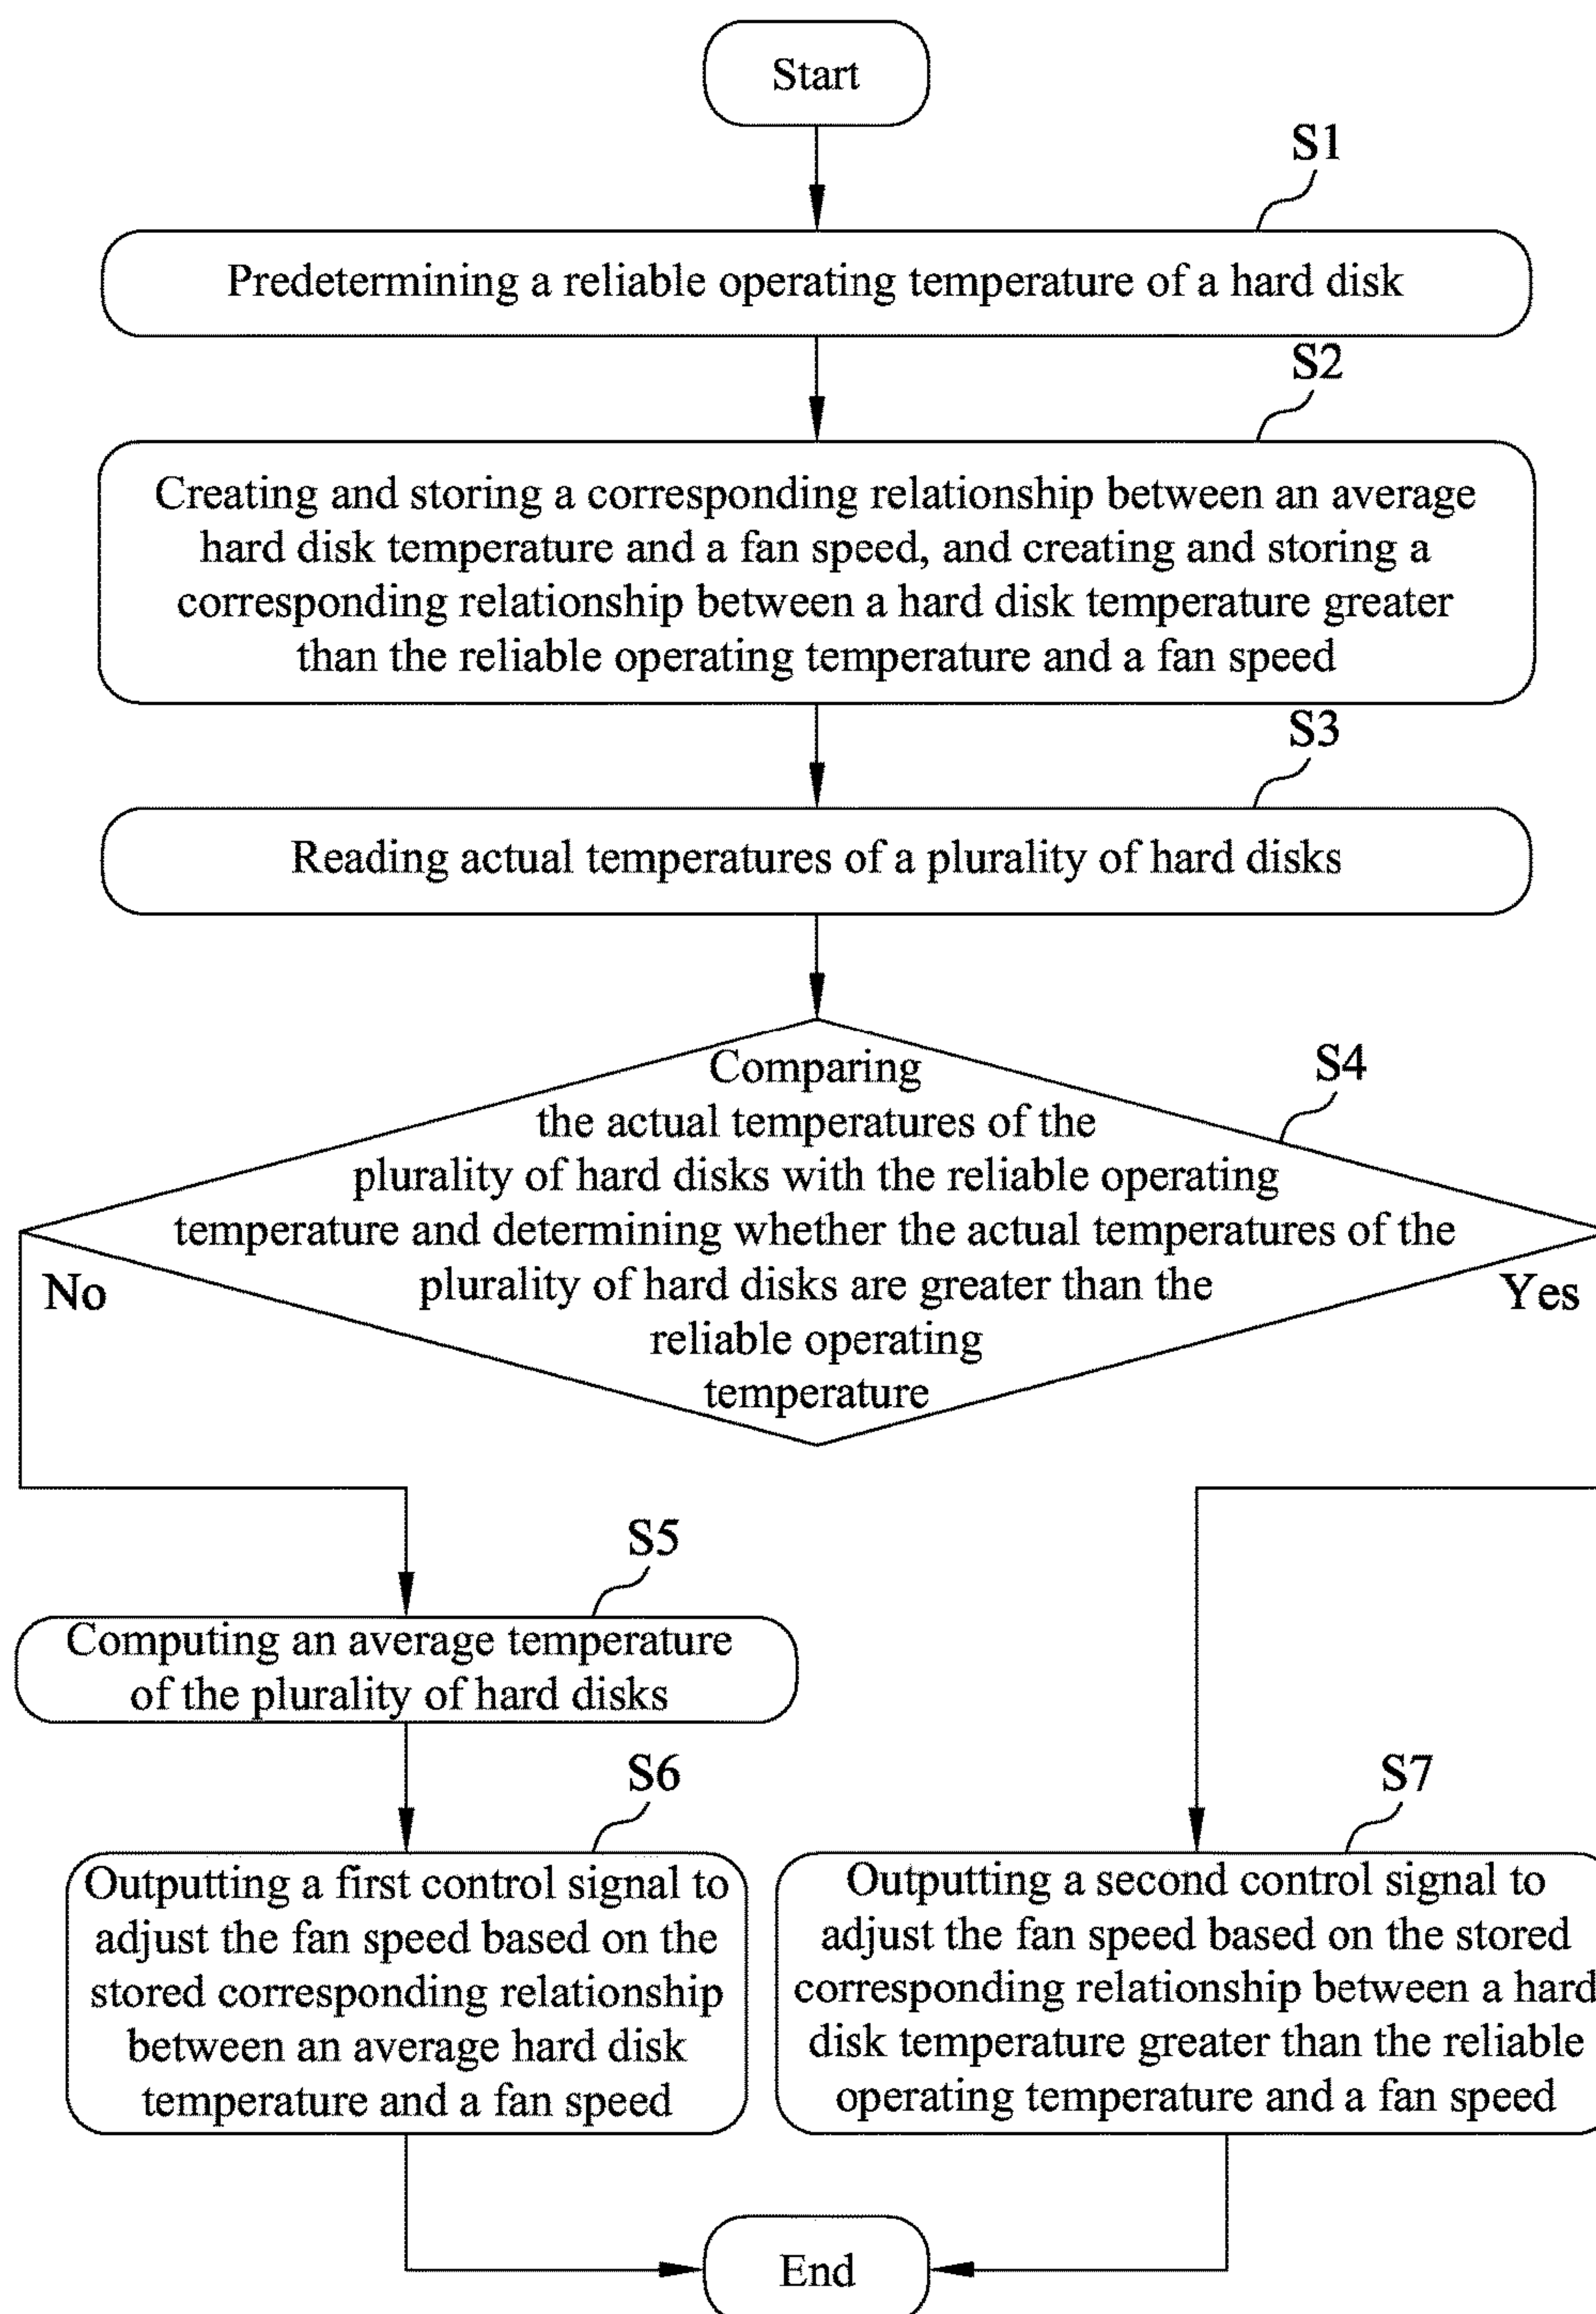 Start
S1
Predetermining a reliable operating temperature of a hard disk
S2
Creating and storing a corresponding relationship between an average
hard disk temperature and a fan speed, and creating and storing a
corresponding relationship between a hard disk temperature greater
than the reliable operating temperature and a fan speed
S3
Reading actual temperatures of a plurality of hard disks
S4
Comparing
the actual temperatures of the
plurality of hard disks with the reliable operating
temperature and determining whether the actual temperatures of the
plurality of hard disks are greater than the
reliable operating
temperature
No
Yes
S5
Computing an average temperature
of the plurality of hard disks
S6
Outputting a first control signal to
adjust the fan speed based on the
stored corresponding relationship
between an average hard disk
temperature and a fan speed
S7
Outputting a second control signal to
adjust the fan speed based on the stored
corresponding relationship between a hard
disk temperature greater than the reliable
operating temperature and a fan speed
End